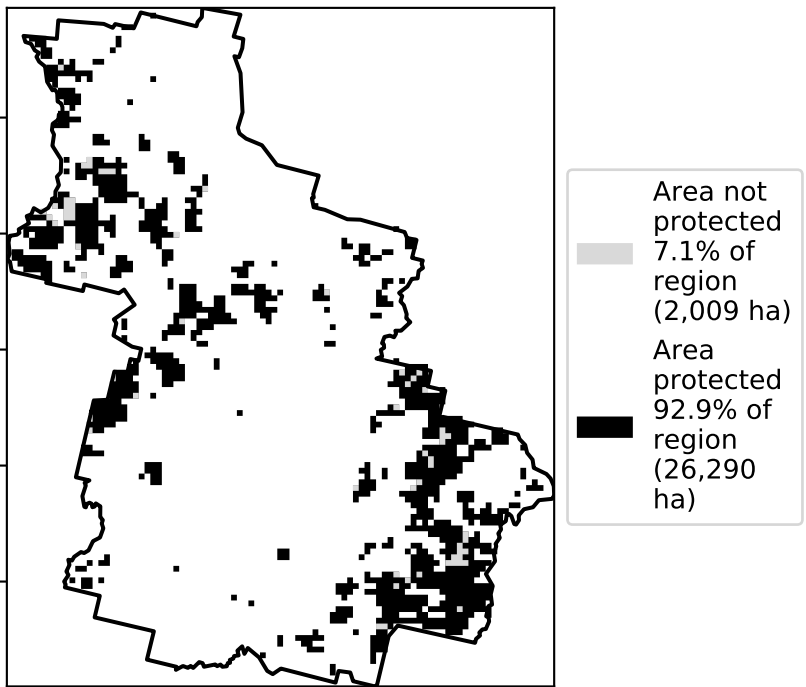 Area not
protected
7.1% of
region
(2,009 ha)
Area
protected
92.9% of
region
(26,290
ha)